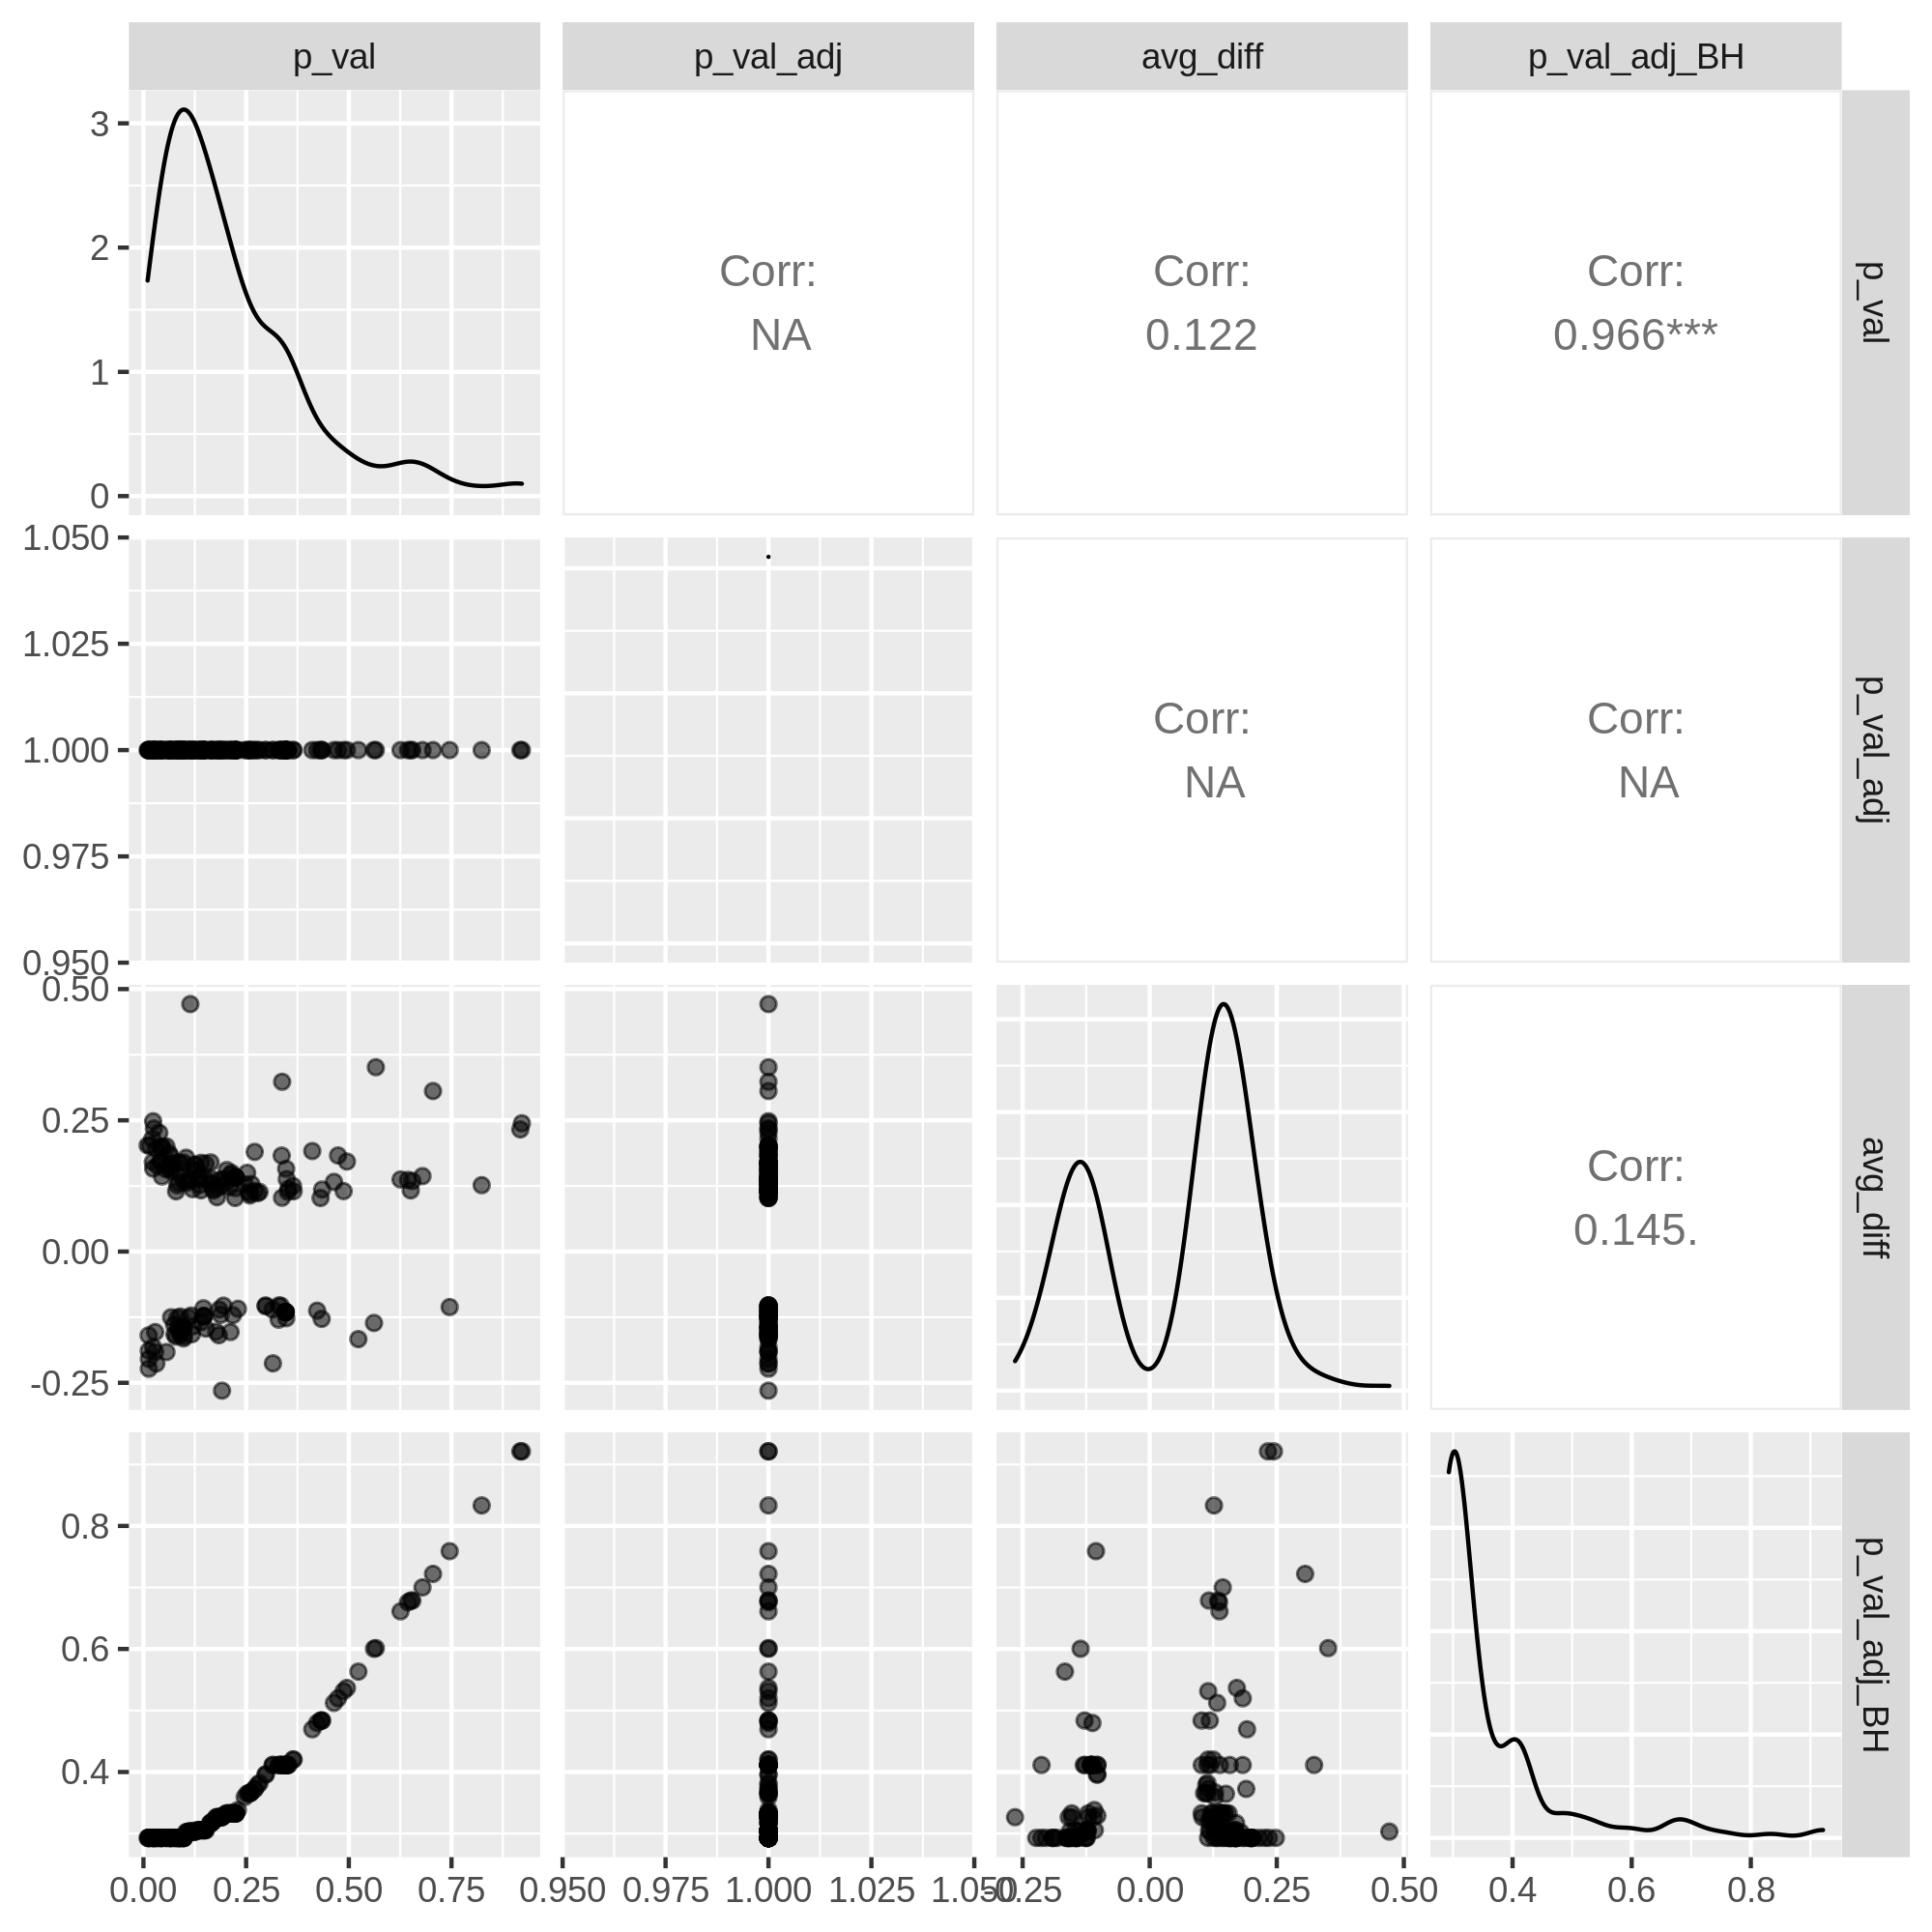 p_val
p_val_adj
avg_diff
p_val_adj_BH
3
2
1
0
Corr:
NA
Corr:
0.122
Corr:
0.966***
p_val
1.050
1.025
1.000
0.975
0.950
Corr:
NA
Corr:
NA
p_val_adj
0.50
0.25
0.00
-0.25
Corr:
0.145.
avg_diff
0.8
0.6
0.4
p_val_adj_BH
0.00 0.25 0.50 0.75
0.950 0.975 1.000 1.025 1.050
-0.25 0.00 0.25 0.50
0.4 0.6 0.8